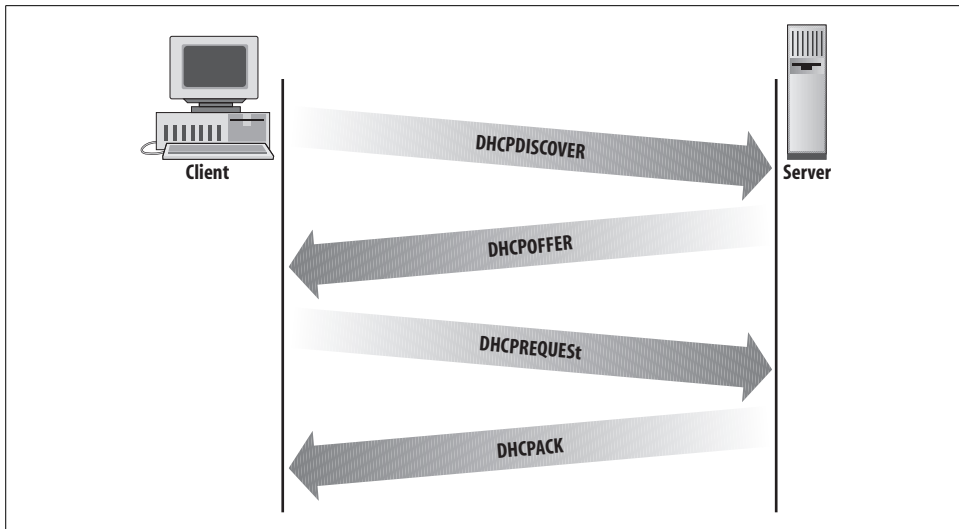 Client
Server
DHCPDISCOVER
DHCPOFFER
DHCPREQUESt
DHCPACK